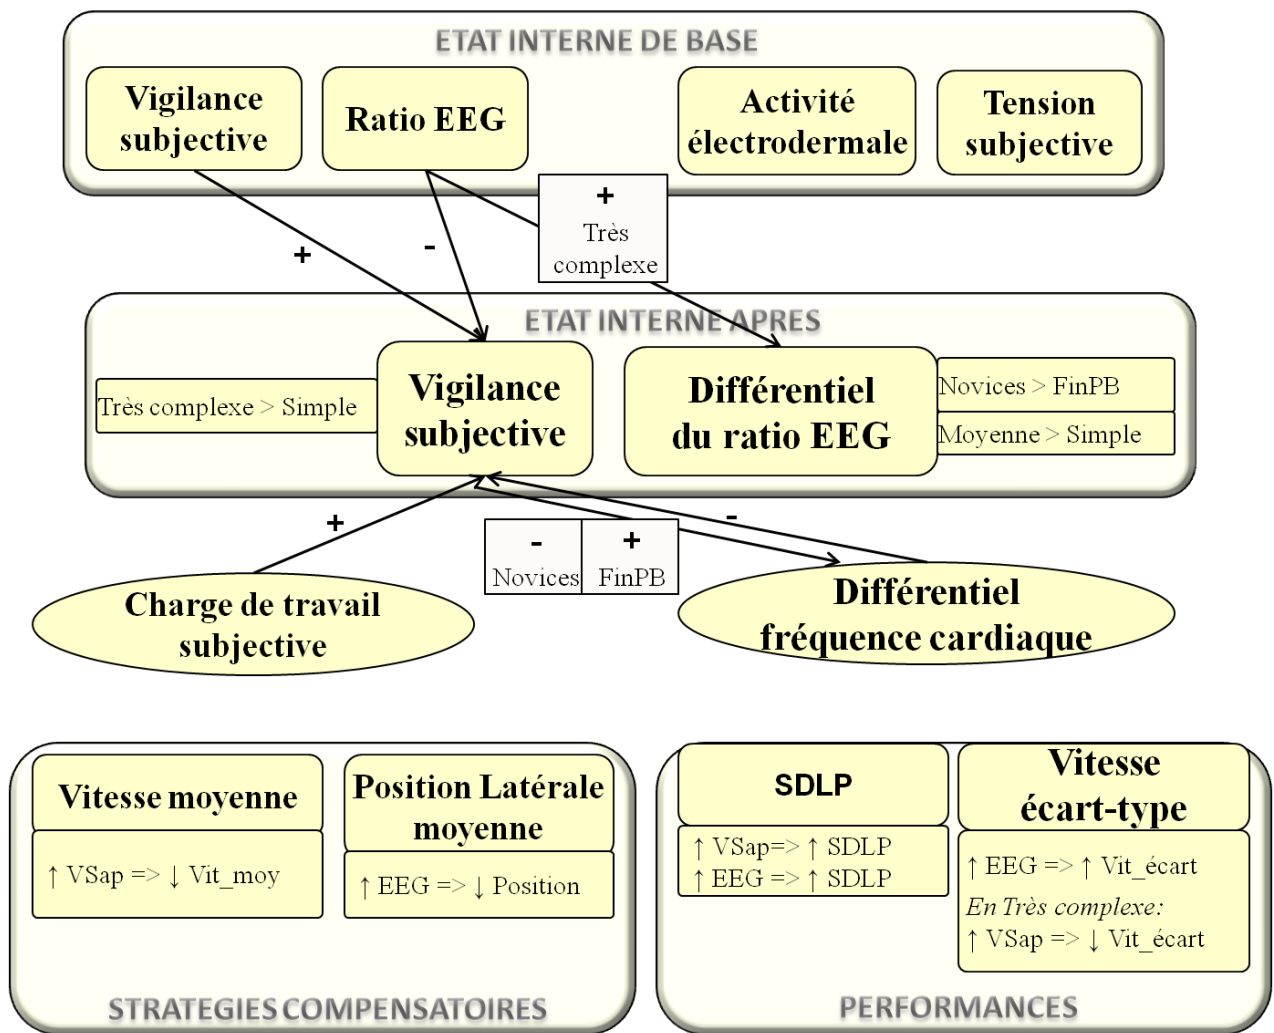 ETAT INTERNE DE BASE
Vigilance
subjective
Ratio EEG
Activité
électrodermale
Tension
subjective
+
Très
complexe
+
-
ETAT INTERNE APRES
Très complexe > Simple
Vigilance
subjective
Différentiel
du ratio EEG
Novices > FinPB
Moyenne > Simple
+
-
-
Novices
+
FinPB
Charge de travail
subjective
Différentiel
fréquence cardiaque
Vitesse moyenne
↑ VSap => ↓ Vit_moy
Position Latérale
moyenne
↑ EEG => ↓ Position
STRATEGIES COMPENSATOIRES
SDLP
↑ VSap=> ↑ SDLP
↑ EEG => ↑ SDLP
Vitesse
écart-type
↑ EEG => ↑ Vit_écart
En Très complexe:
↑ VSap => ↓ Vit_écart
PERFORMANCES